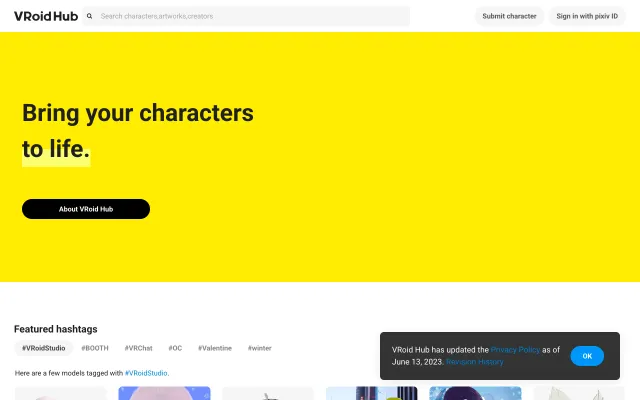 VRoid Hub
Search characters,artworks,creators
Submit character
Sign in with pixiv ID
Bring your characters
to life.
About VRoid Hub
Featured hashtags
#VRoidStudio
#BOOTH
#VRChat
#OC
#Valentine
#winter
Here are a few models tagged with #VRoidStudio.
VRoid Hub has updated the Privacy Policy as of
June 13, 2023. Revision History
OK